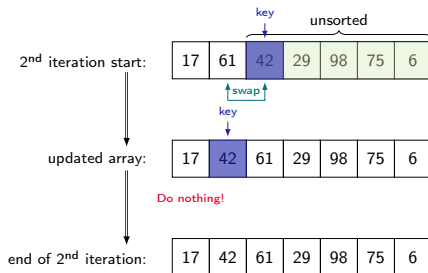 key
unsorted
2nd iteration start: 17 61 42 29 98 75 6
swap
key
updated array: 17 42 61 29 98 75 6
Do nothing!
end of 2nd iteration: 17 42 61 29 98 75 6